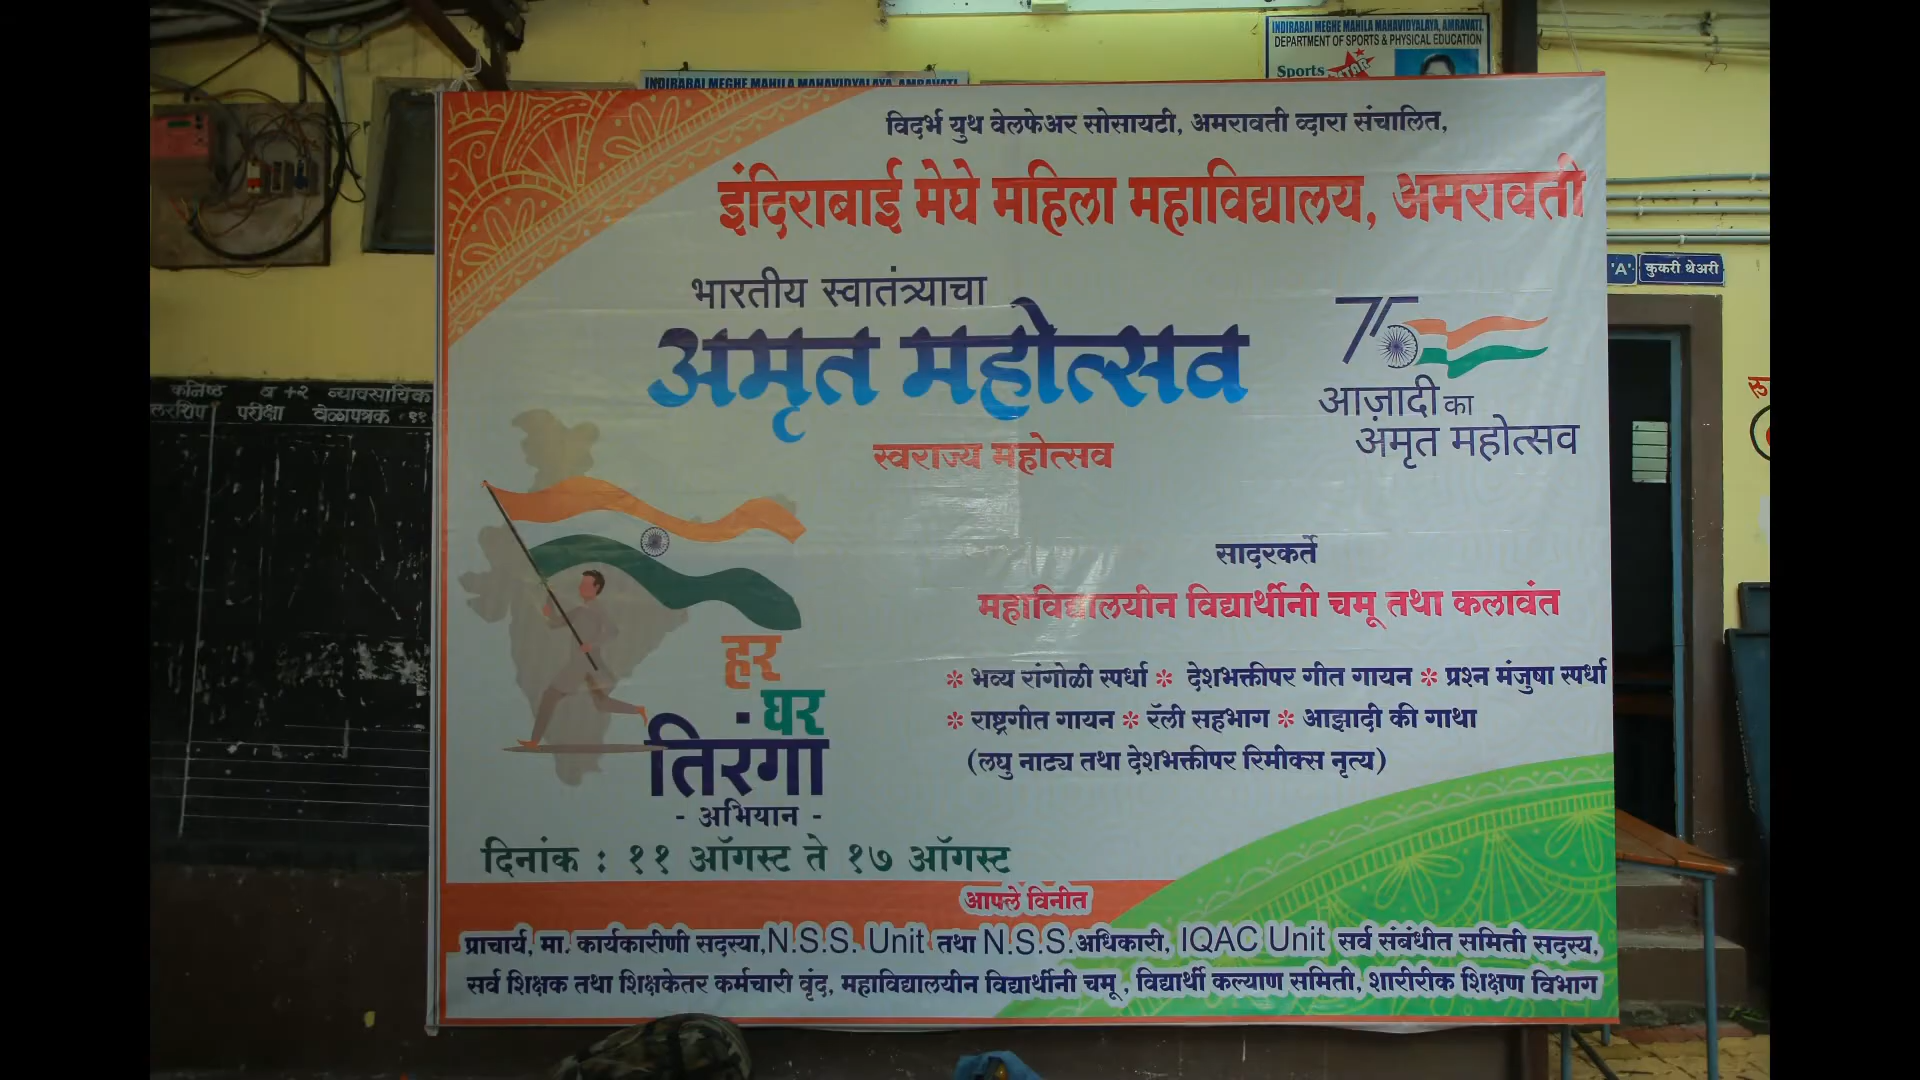 INDIRABAI MEGHE MAHILA MAHAVIDYALAYA, AMRAVATI.
DEPARTMENT OF SPORTS & PHYSICAL EDUCATION
Sports STAR
INDIRABAI MEGHE MAHILA MAHAVIDYALAYA, AMRAVATI
विदर्भ युथ वेलफेअर सोसायटी, अमरावती व्दारा संचालित,
इंदिराबाई मेघे महिला महाविद्यालय, अमरावती
भारतीय स्वातंत्र्याचा
अमृत महोत्सव
स्वराज्य महोत्सव
75
आज़ादी का
अमृत महोत्सव
'A' कुकरी थेअरी
कनिष्ठ व +२ व्यावसायिक
परीक्षा वेळापत्रक
सादरकर्ते
महाविद्यालयीन विद्यार्थीनी चमू तथा कलावंत
* भव्य रांगोळी स्पर्धा * देशभक्तीपर गीत गायन * प्रश्न मंजुषा स्पर्धा
* राष्ट्रगीत गायन * रॅली सहभाग * आझादी की गाथा
(लघु नाट्य तथा देशभक्तीपर रिमीक्स नृत्य)
हर
घर
तिरंगा
- अभियान -
दिनांक : ११ ऑगस्ट ते १७ ऑगस्ट
आपले विनीत
प्राचार्य, मा. कार्यकारीणी सदस्या, N.S.S. Unit तथा N.S.S. अधिकारी, IQAC Unit सर्व संबंधीत समिती सदस्य,
सर्व शिक्षक तथा शिक्षकेतर कर्मचारी वृंद, महाविद्यालयीन विद्यार्थीनी चमू , विद्यार्थी कल्याण समिती, शारीरीक शिक्षण विभाग